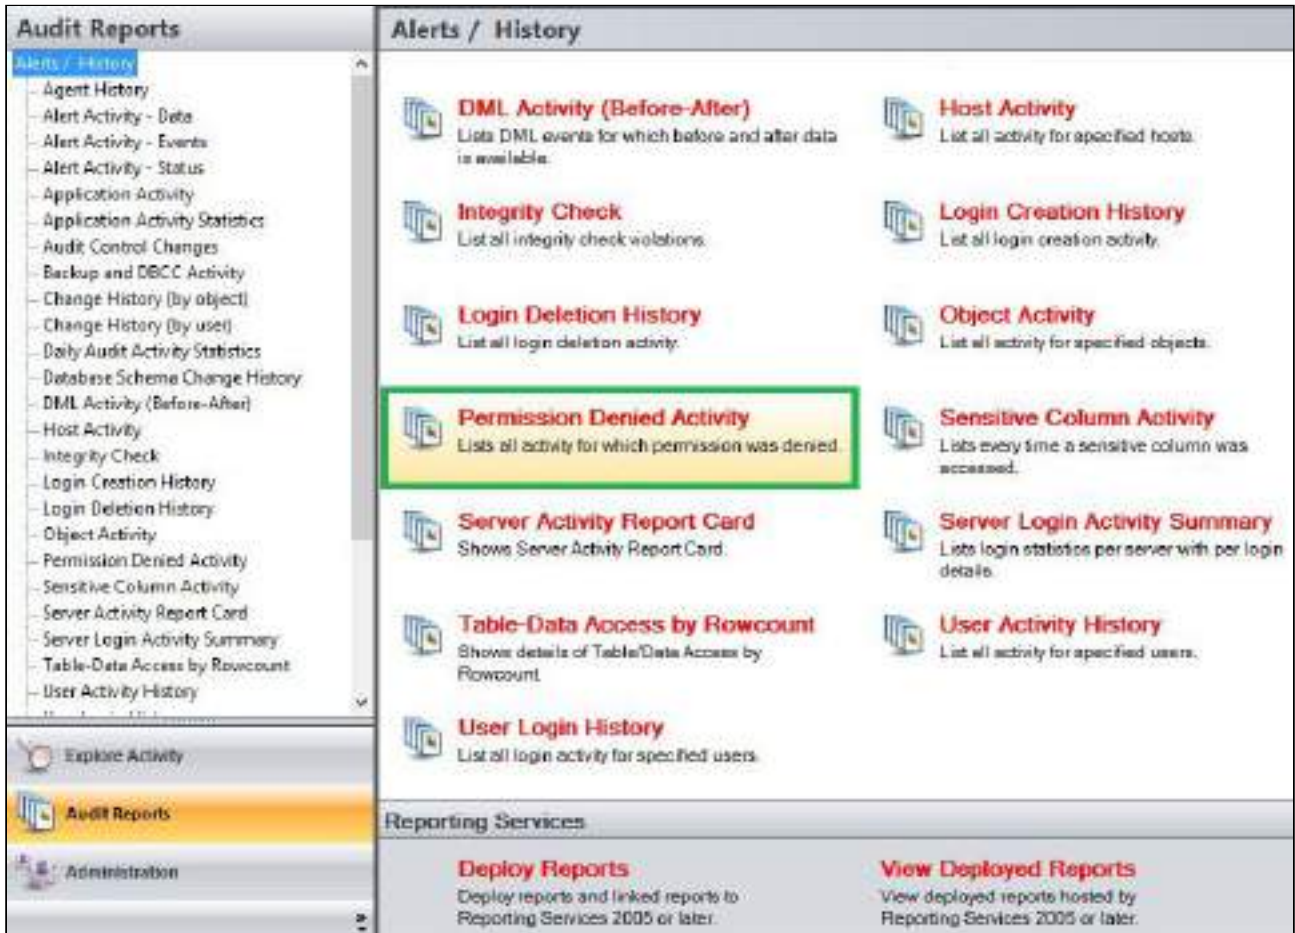 Audit Reports
Alerts / History
Agent History
Alert Activity - Data
Alert Activity - Events
Alert Activity - Status
Application Activity
Application Activity Statistics
Audit Control Changes
Backup and DBCC Activity
Change History (by object)
Change History (by user)
Daily Audit Activity Statistics
Database Schema Change History
DML Activity (Before-After)
Host Activity
Integrity Check
Login Creation History
Login Deletion History
Object Activity
Permission Denied Activity
Sensitive Column Activity
Server Activity Report Card
Server Login Activity Summary
Table-Data Access by Rowcount
User Activity History
Explore Activity
Audit Reports
Administration
Alerts / History
DML Activity (Before-After)
Lists DML events for which before and after data
is available.
Host Activity
List all activity for specified hosts.
Integrity Check
List all integrity check violations.
Login Creation History
List all login creation activity.
Login Deletion History
List all login deletion activity.
Object Activity
List all activity for specified objects.
Permission Denied Activity
Lists all activity for which permission was denied.
Sensitive Column Activity
Lists every time a sensitive column was
accessed.
Server Activity Report Card
Shows Server Activity Report Card.
Server Login Activity Summary
Lists login statistics per server with per login
details.
Table-Data Access by Rowcount
Shows details of Table/Data Access by
Rowcount
User Activity History
List all activity for specified users.
User Login History
List all login activity for specified users.
Reporting Services
Deploy Reports
Deploy reports and linked reports to
Reporting Services 2005 or later.
View Deployed Reports
View deployed reports hosted by
Reporting Services 2005 or later.